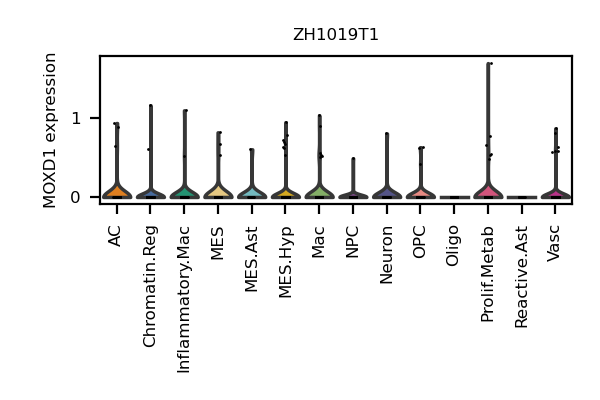 ZH1019T1
MOXD1 expression
1
0
AC
Chromatin.Reg
Inflammatory.Mac
MES
MES.Ast
MES.Hyp
Mac
NPC
Neuron
OPC
Oligo
Prolif.Metab
Reactive.Ast
Vasc